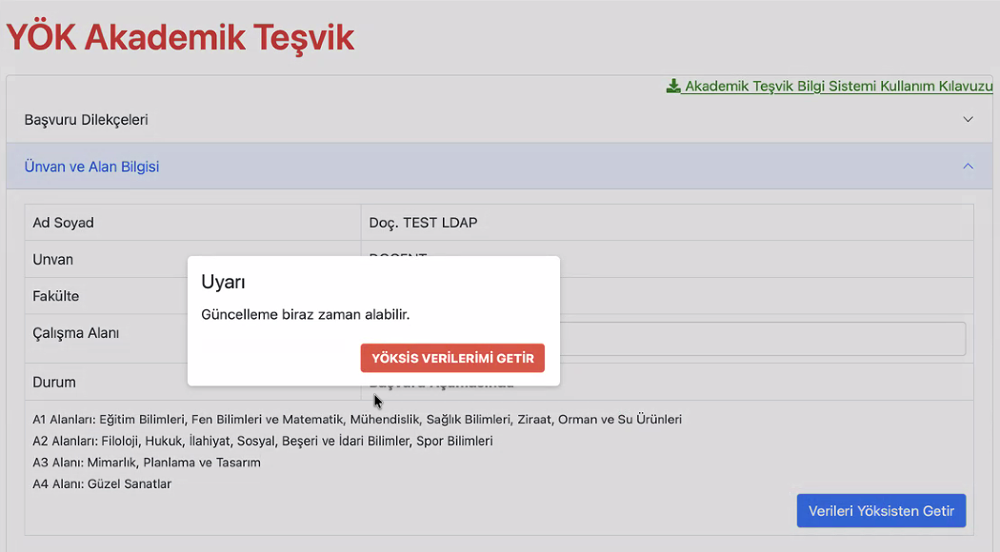 YÖK Akademik Teşvik
Akademik Teşvik Bilgi Sistemi Kullanım Kılavuzu
Başvuru Dilekçeleri
Ünvan ve Alan Bilgisi
Ad Soyad Doç. TEST LDAP
Unvan
Uyarı
Fakülte
Güncelleme biraz zaman alabilir.
Çalışma Alanı
YÖKSİS VERİLERİMİ GETİR
Durum
A1 Alanları: Eğitim Bilimleri, Fen Bilimleri ve Matematik, Mühendislik, Sağlık Bilimleri, Ziraat, Orman ve Su Ürünleri
A2 Alanları: Filoloji, Hukuk, İlahiyat, Sosyal, Beşeri ve İdari Bilimler, Spor Bilimleri
A3 Alanı: Mimarlık, Planlama ve Tasarım
A4 Alanı: Güzel Sanatlar
Verileri Yöksisten Getir